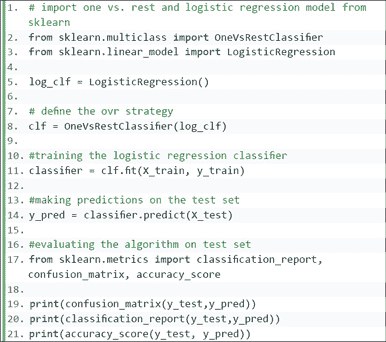 1. # import one vs. rest and logistic regression model from
sklearn
2. from sklearn.multiclass import OneVsRestClassifier
3. from sklearn.linear_model import LogisticRegression
4.
5. log_clf = LogisticRegression()
6.
7. # define the ovr strategy
8. clf = OneVsRestClassifier(log_clf)
9.
10. #training the logistic regression classifier
11. classifier = clf.fit(X_train, y_train)
12.
13. #making predictions on the test set
14. y_pred = classifier.predict(X_test)
15.
16. #evaluating the algorithm on test set
17. from sklearn.metrics import classification_report,
confusion_matrix, accuracy_score
18.
19. print(confusion_matrix(y_test,y_pred))
20. print(classification_report(y_test,y_pred))
21. print(accuracy_score(y_test, y_pred))